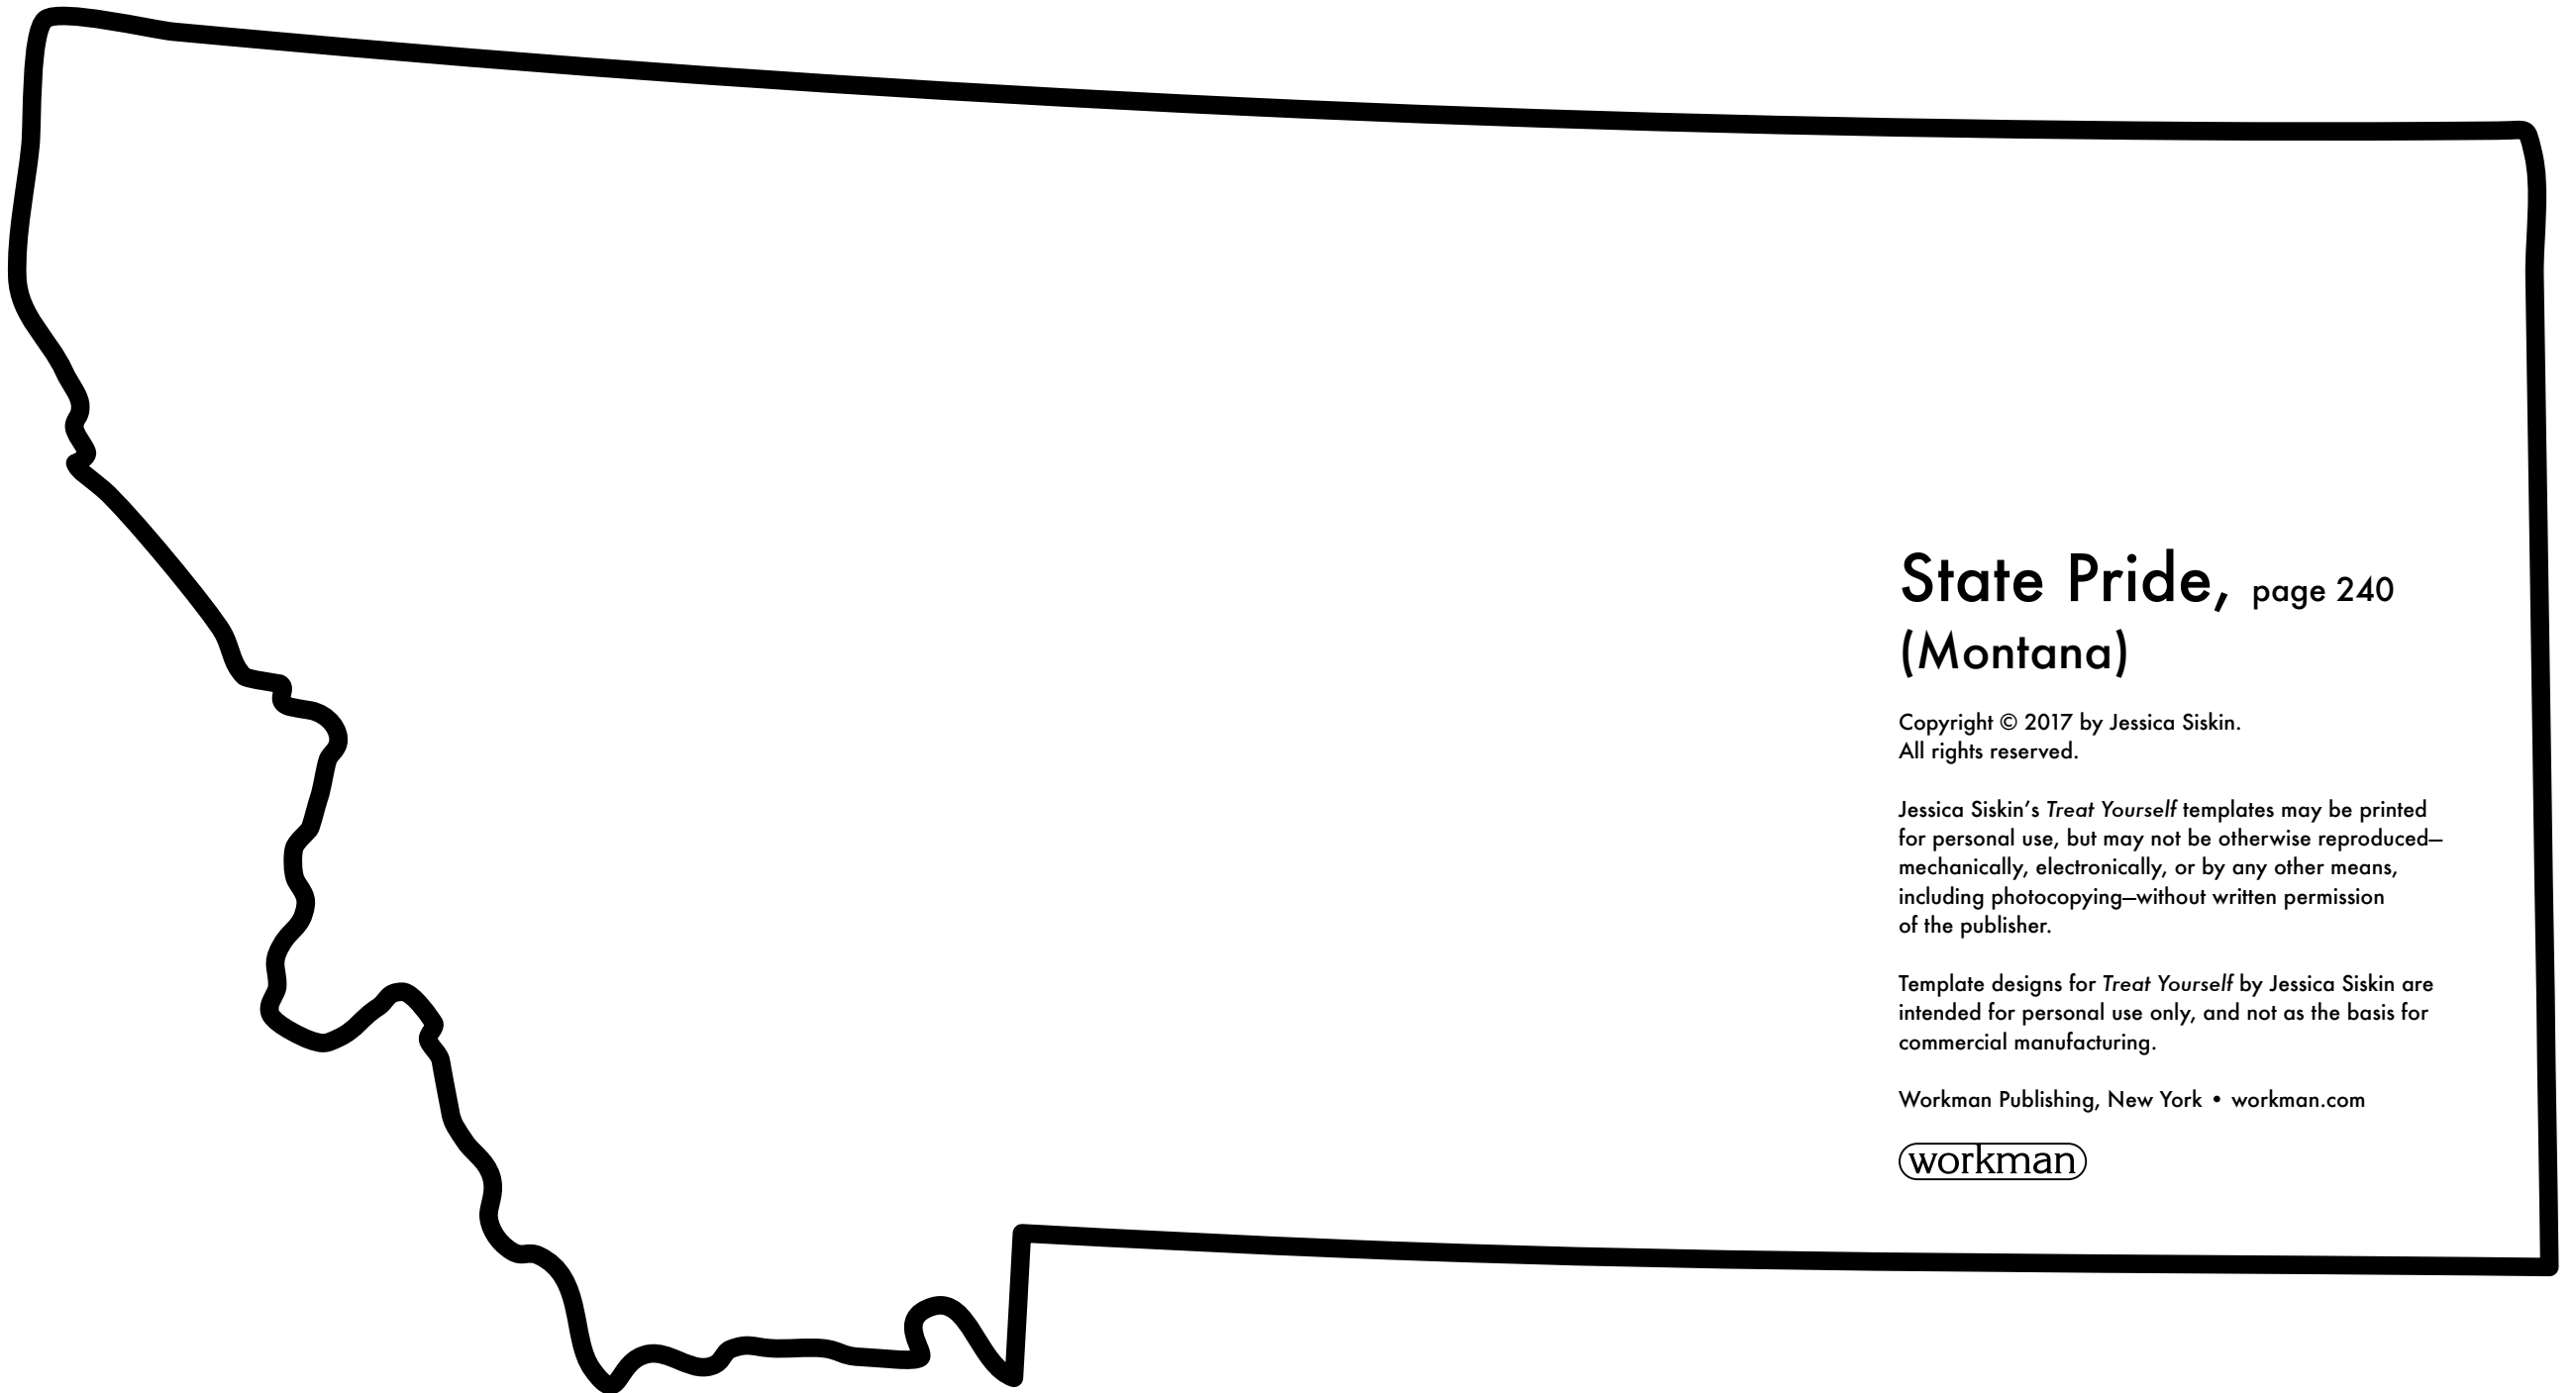 State Pride, page 240
(Montana)
Copyright © 2017 by Jessica Siskin.
All rights reserved.
Jessica Siskin’s Treat Yourself templates may be printed
for personal use, but may not be otherwise reproduced—
mechanically, electronically, or by any other means,
including photocopying—without written permission
of the publisher.
Template designs for Treat Yourself by Jessica Siskin are
intended for personal use only, and not as the basis for
commercial manufacturing.
Workman Publishing, New York • workman.com
workman